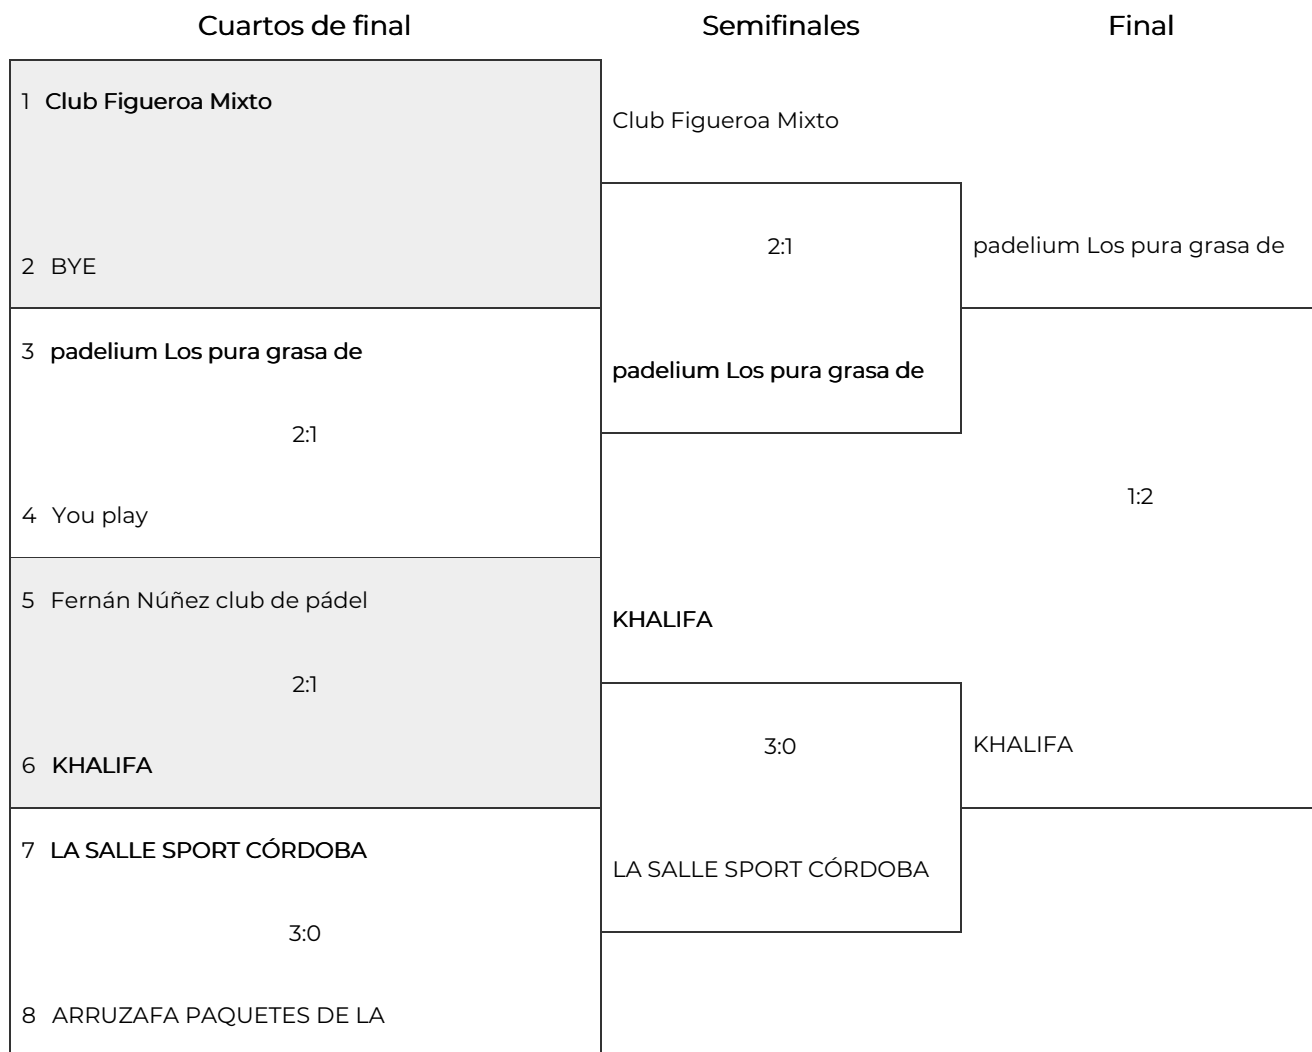 Cuartos de final
Semifinales
Final
1 Club Figueroa Mixto
2 BYE
3 padelium Los pura grasa de
2:1
4 You play
5 Fernán Núñez club de pádel
2:1
6 KHALIFA
7 LA SALLE SPORT CÓRDOBA
3:0
8 ARRUZAFA PAQUETES DE LA
Club Figueroa Mixto
2:1
padelium Los pura grasa de
KHALIFA
3:0
LA SALLE SPORT CÓRDOBA
padelium Los pura grasa de
1:2
KHALIFA